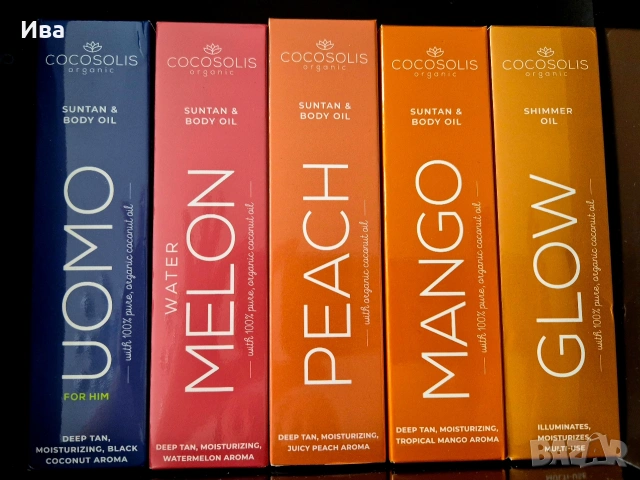 Ива
COCOSOLIS
organic
SUNTAN &
BODY OIL
UOMO
with 100% pure, organic coconut oil
FOR HIM
DEEP TAN,
MOISTURIZING, BLACK
COCONUT AROMA
COCOSOLIS
organic
SUNTAN &
BODY OIL
WATER
MELON
with 100% pure, organic coconut oil
DEEP TAN, MOISTURIZING,
WATERMELON AROMA
COCOSOLIS
organic
SUNTAN &
BODY OIL
PEACH
with organic coconut oil
DEEP TAN, MOISTURIZING,
JUICY PEACH AROMA
COCOSOLIS
organic
SUNTAN &
BODY OIL
MANGO
with 100% pure, organic coconut oil
DEEP TAN, MOISTURIZING,
TROPICAL MANGO AROMA
COCOSOLIS
organic
SHIMMER
OIL
GLOW
with 100% pure, organic coconut oil
ILLUMINATES,
MOISTURIZES,
MULTI-USE
BAZAR